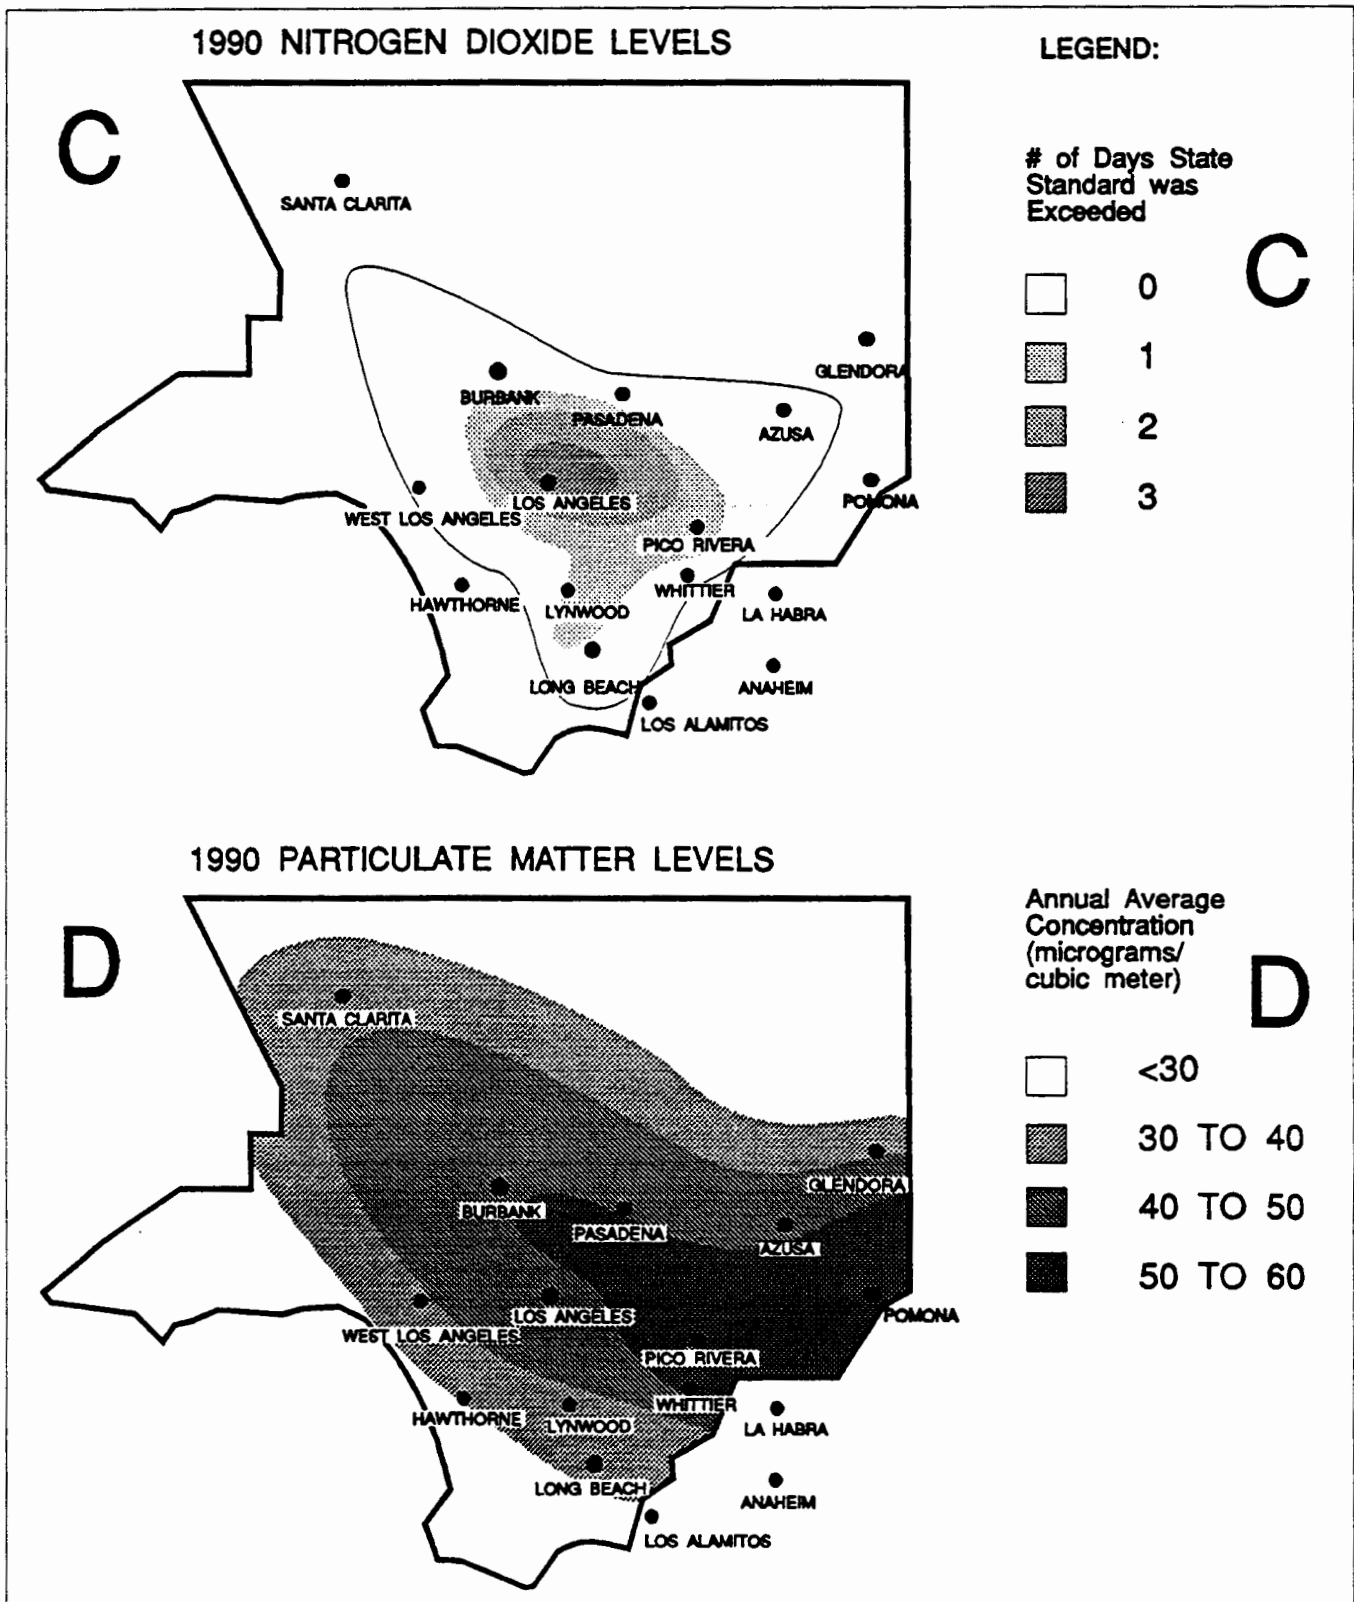 1990 NITROGEN DIOXIDE LEVELS
LEGEND:
C
# of Days State
Standard was
Exceeded
C
0
1
2
3
SANTA CLARITA
GLENDORA
BURBANK
PASADENA
AZUSA
LOS ANGELES
POMONA
WEST LOS ANGELES
PICO RIVERA
WHITTIER
HAWTHORNE
LYNWOOD
LA HABRA
LONG BEACH
ANAHEIM
LOS ALAMITOS
1990 PARTICULATE MATTER LEVELS
D
Annual Average
Concentration
(micrograms/
cubic meter)
D
<30
30 TO 40
40 TO 50
50 TO 60
SANTA CLARITA
GLENDORA
BURBANK
PASADENA
AZUSA
LOS ANGELES
POMONA
WEST LOS ANGELES
PICO RIVERA
WHITTIER
HAWTHORNE
LYNWOOD
LA HABRA
LONG BEACH
ANAHEIM
LOS ALAMITOS